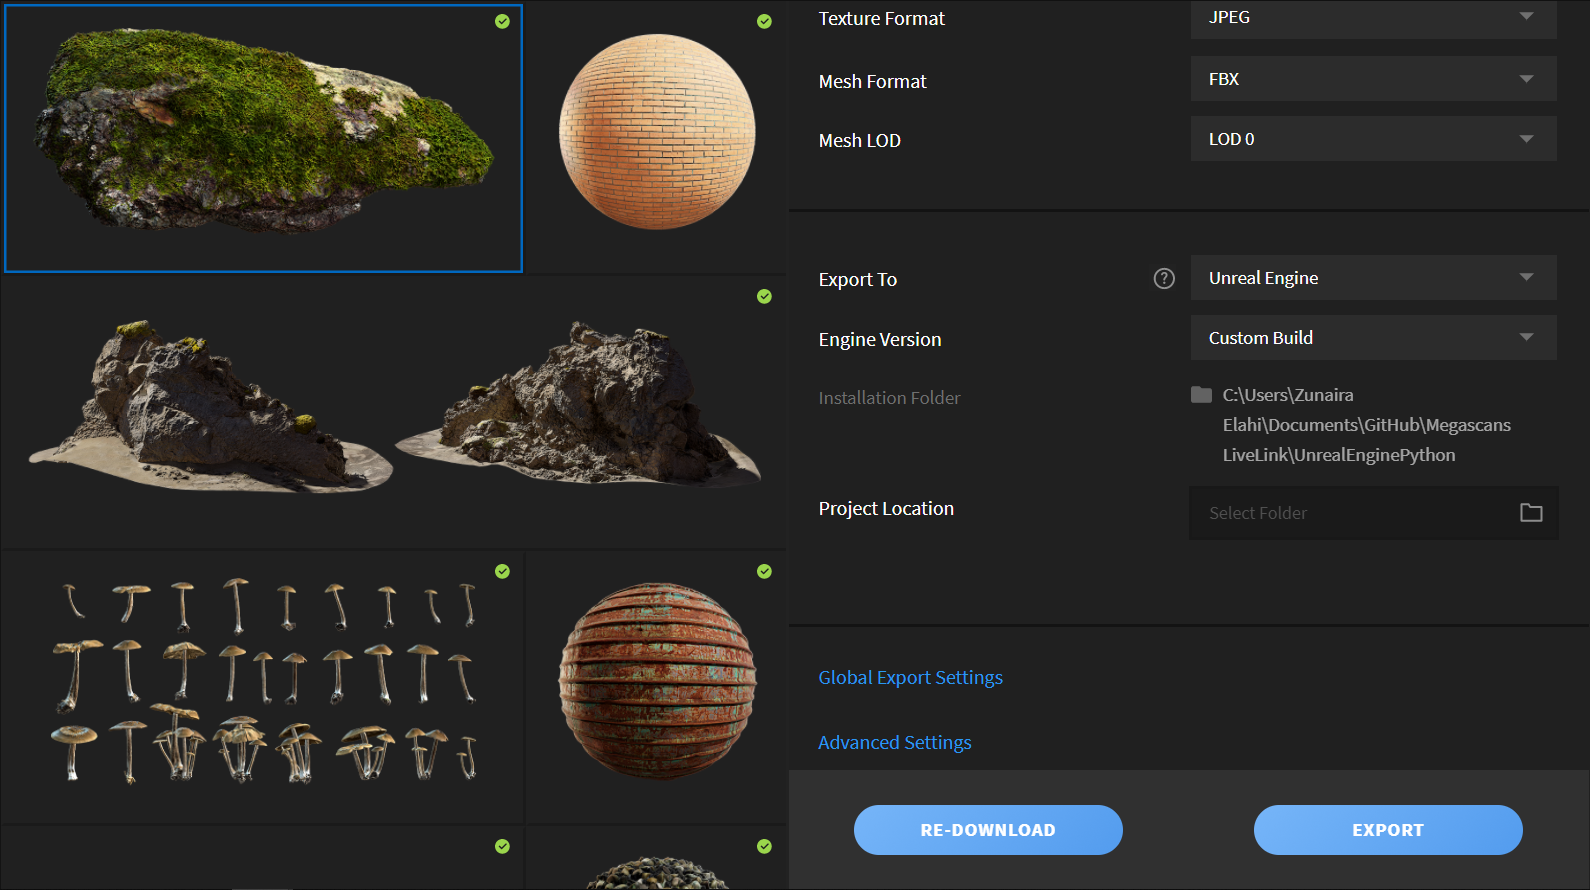 Texture Format
JPEG
Mesh Format
FBX
Mesh LOD
LOD 0
Export To
?
Unreal Engine
Engine Version
Custom Build
Installation Folder
C:\Users\Zunaira
Elahi\Documents\GitHub\Megascans
LiveLink\UnrealEnginePython
Project Location
Select Folder
Global Export Settings
Advanced Settings
RE-DOWNLOAD
EXPORT